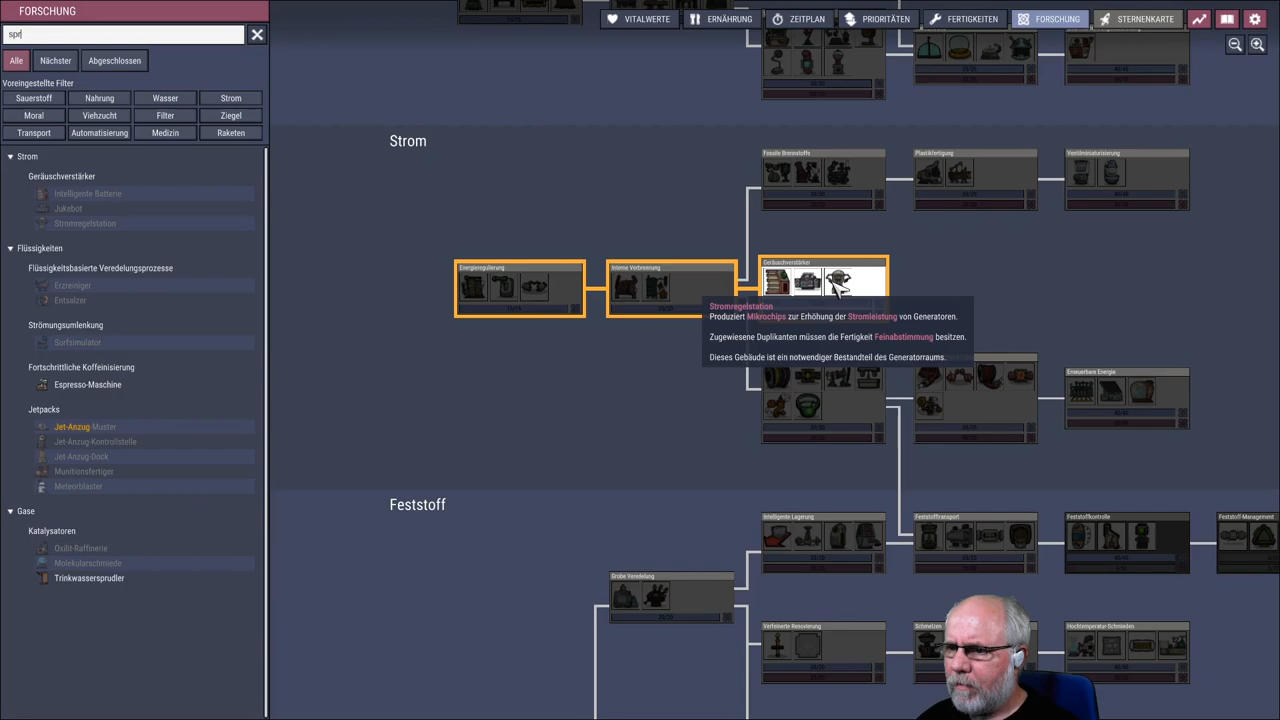 FORSCHUNG
VITALWERTE
ERNÄHRUNG
ZEITPLAN
PRIORITÄTEN
FERTIGKEITEN
FORSCHUNG
STERNENKARTE
spr
Alle
Nächster
Abgeschlossen
Voreingestellte Filter
Sauerstoff
Nahrung
Wasser
Strom
Moral
Viehzucht
Filter
Ziegel
Transport
Automatisierung
Medizin
Raketen
Strom
Geräuschverstärker
Intelligente Batterie
Jukebot
Stromregelstation
Flüssigkeiten
Flüssigkeitsbasierte Veredelungsprozesse
Erzreiniger
Entsalzer
Strömungsumlenkung
Surfsimulator
Fortschrittliche Koffeinisierung
Espresso-Maschine
Jetpacks
Jet-Anzug-Muster
Jet-Anzug-Kontrollstelle
Jet-Anzug-Dock
Munitionsfertiger
Meteorblaster
Gase
Katalysatoren
Oxilit-Raffinerie
Molekularschmiede
Trinkwassersprudler
Strom
Fossile Brennstoffe
Plastikfertigung
Ventilminiaturisierung
Energieregulierung
Interne Verbrennung
Geräuschverstärker
Stromregelstation
Produziert Mikrochips zur Erhöhung der Stromleistung von Generatoren.
Zugewiesene Duplikanten müssen die Fertigkeit Feinabstimmung besitzen.
Dieses Gebäude ist ein notwendiger Bestandteil des Generatorraums.
Erneuerbare Energie
Feststoff
Intelligente Lagerung
Feststofftransport
Feststoffkontrolle
Feststoff-Management
Grobe Veredelung
Verfeinerte Renovierung
Schmelzen
Hochtemperatur-Schmieden